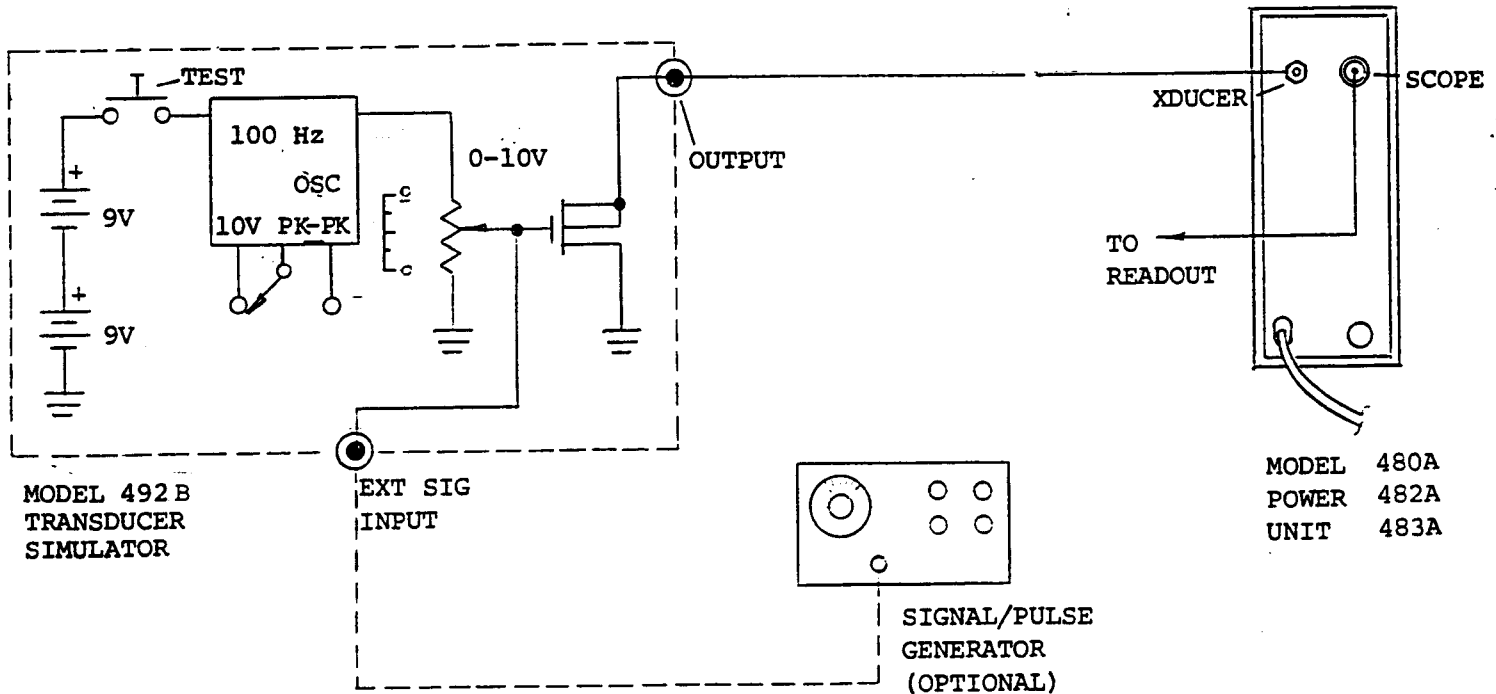 TEST
100 Hz
OSC
10V PK-PK
+
9V
+
9V
0-10V
OUTPUT
XDUCER
SCOPE
TO
READOUT
MODEL 492B
TRANSDUCER
SIMULATOR
EXT SIG
INPUT
SIGNAL/PULSE
GENERATOR
(OPTIONAL)
MODEL 480A
POWER 482A
UNIT 483A